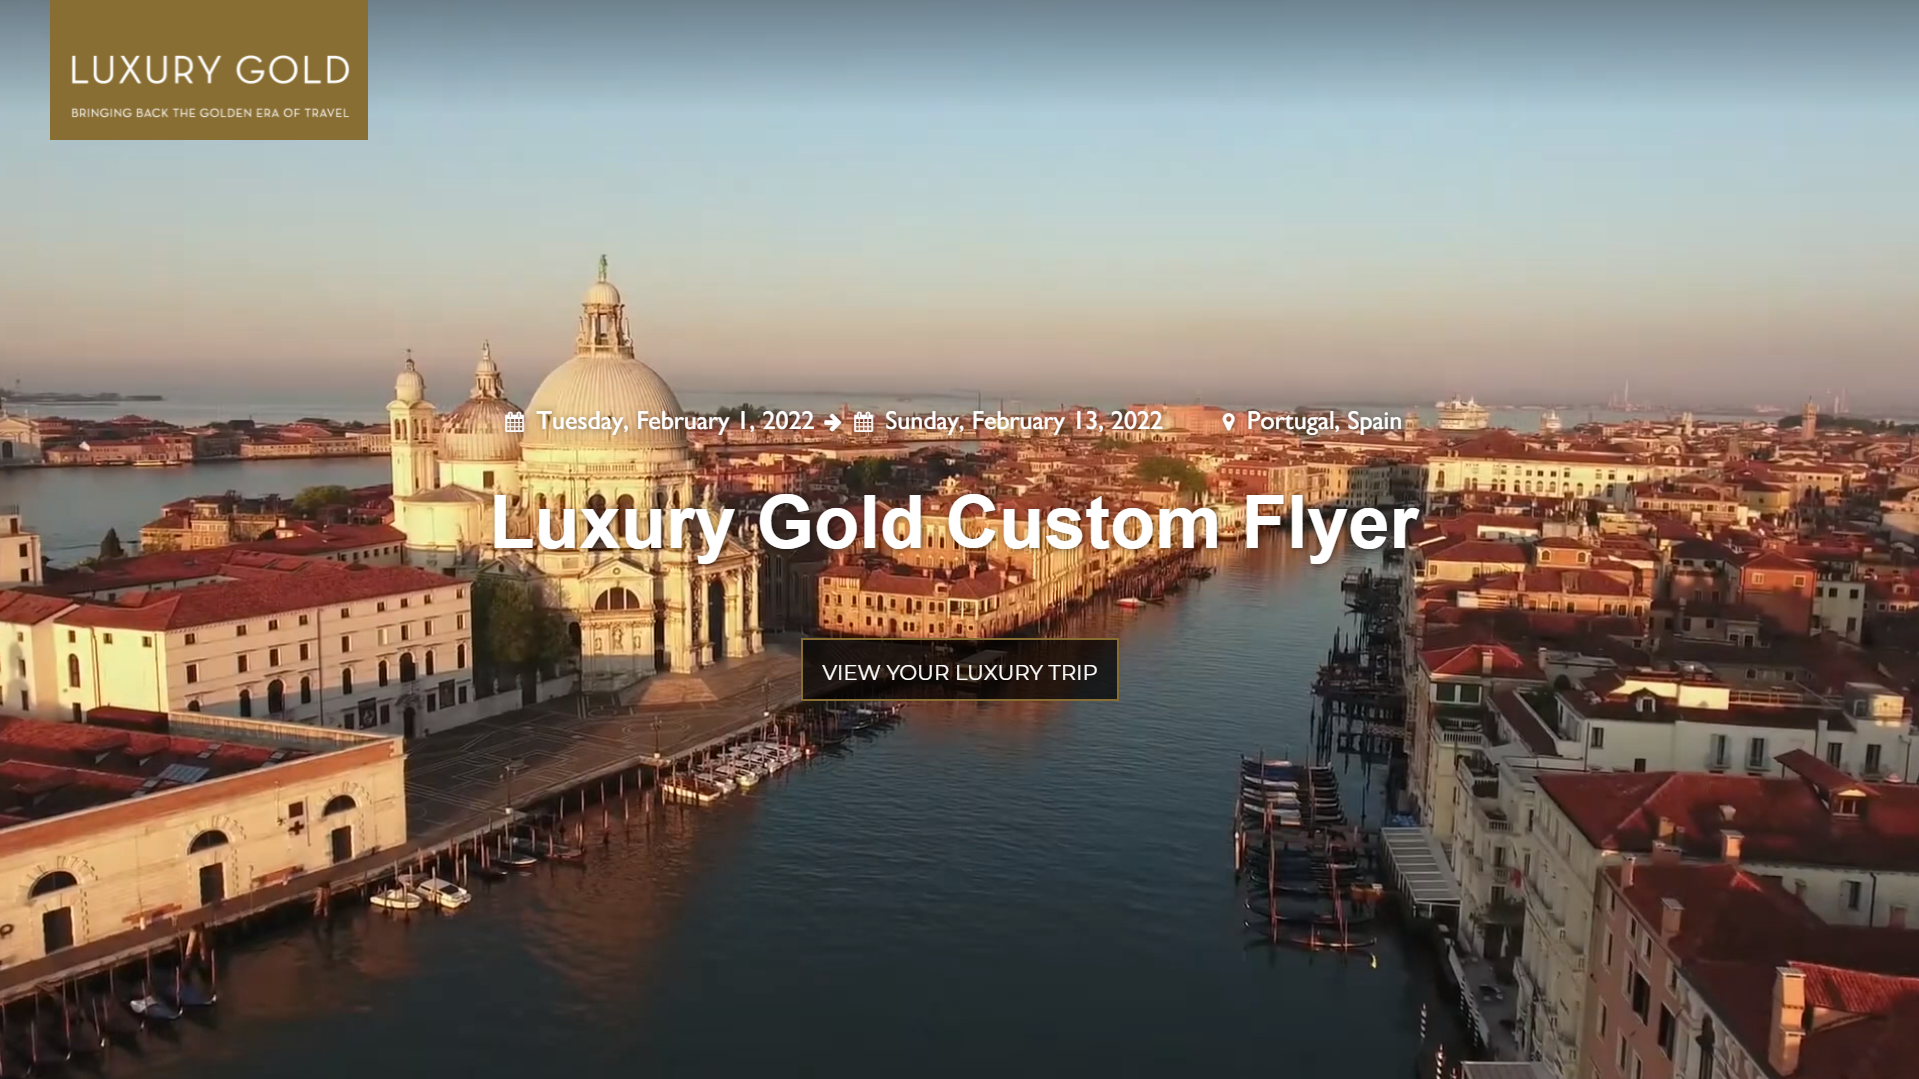 LUXURY GOLD
BRINGING BACK THE GOLDEN ERA OF TRAVEL
Tuesday, February 1, 2022 Sunday, February 13, 2022 Portugal, Spain
Luxury Gold Custom Flyer
VIEW YOUR LUXURY TRIP